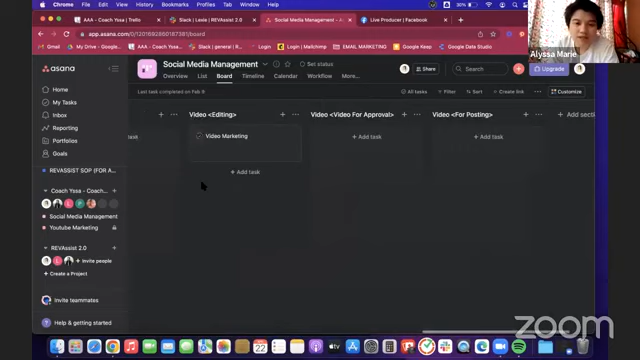 Chrome File Edit View History Bookmarks Profiles Tab Window Help
AAA - Coach Yssa | Trello
Slack | Lexie | REVAssist 2.0
Social Media Management - A
Live Producer | Facebook
app.asana.com/0/1201692860187381/board
Gmail
My Drive - Google...
AAA - Coach Yssa...
Slack | general | r...
Login | Mailchimp
EMAIL MARKETING
Google Keep
Google Data Studio
Alyssa Marie
asana
Home
My Tasks
Inbox
Reporting
Portfolios
Goals
REVASSIST SOP (FOR A...
Coach Yssa - Coach...
Social Media Management
Youtube Marketing
REVAssist 2.0
Invite people
+ Create a Project
Invite teammates
Help & getting started
Social Media Management
Set status
Overview List Board Timeline Calendar Workflow More...
Share
Search
Upgrade
Last task completed on Feb 9
All tasks
Filter
Sort
Create link
Customize
Video <Editing>
Video <Video For Approval>
Video <For Posting>
+ Add secti
Video Marketing
+ Add task
+ Add task
+ Add task
zoom